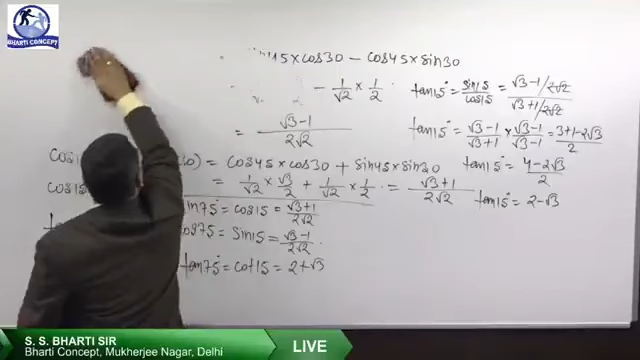 BHARTI CONCEPT
45×cos30 − cos45×sin30
− 1/√2 × 1/2
= √3−1/2√2
tan15° = sin15/cos15 = √3−1/2√2 / √3+1/2√2
tan15° = √3−1/√3+1 × √3−1/√3−1 = 3+1−2√3/2
= cos45×cos30 + sin45×sin30
tan15° = 4−2√3/2
= 1/√2 × √3/2 + 1/√2 × 1/2 = √3+1/2√2
tan15° = 2−√3
sin75° = cos15 = √3+1/2√2
cos75 = sin15 = √3−1/2√2
tan75° = cot15 = 2+√3
S. S. BHARTI SIR
Bharti Concept, Mukherjee Nagar, Delhi
LIVE